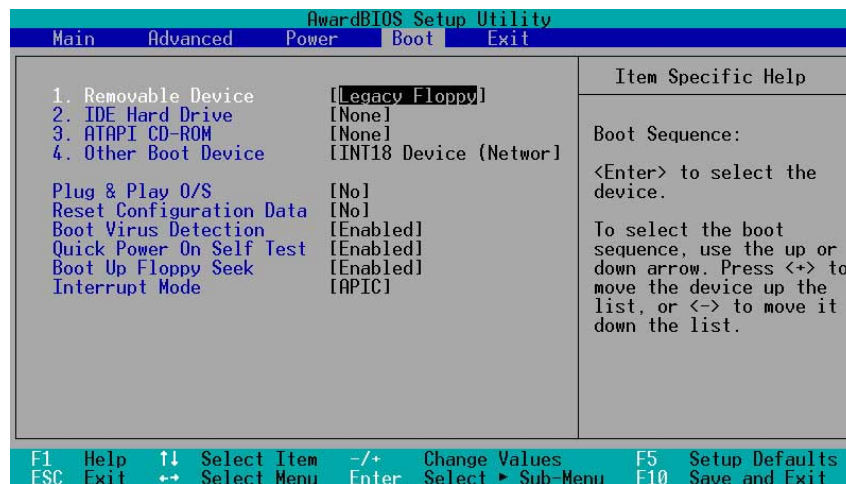 AwardBIOS Setup Utility
Main Advanced Power Boot Exit
1. Removable Device [Legacy Floppy]
2. IDE Hard Drive [None]
3. ATAPI CD-ROM [None]
4. Other Boot Device [INT18 Device (Networ]
Plug & Play O/S [No]
Reset Configuration Data [No]
Boot Virus Detection [Enabled]
Quick Power On Self Test [Enabled]
Boot Up Floppy Seek [Enabled]
Interrupt Mode [APIC]
Item Specific Help
Boot Sequence:
<Enter> to select the
device.
To select the boot
sequence, use the up or
down arrow. Press <+> to
move the device up the
list, or <-> to move it
down the list.
F1 Help ↑↓ Select Item -/+ Change Values F5 Setup Defaults
ESC Exit ↔ Select Menu Enter Select ► Sub-Menu F10 Save and Exit